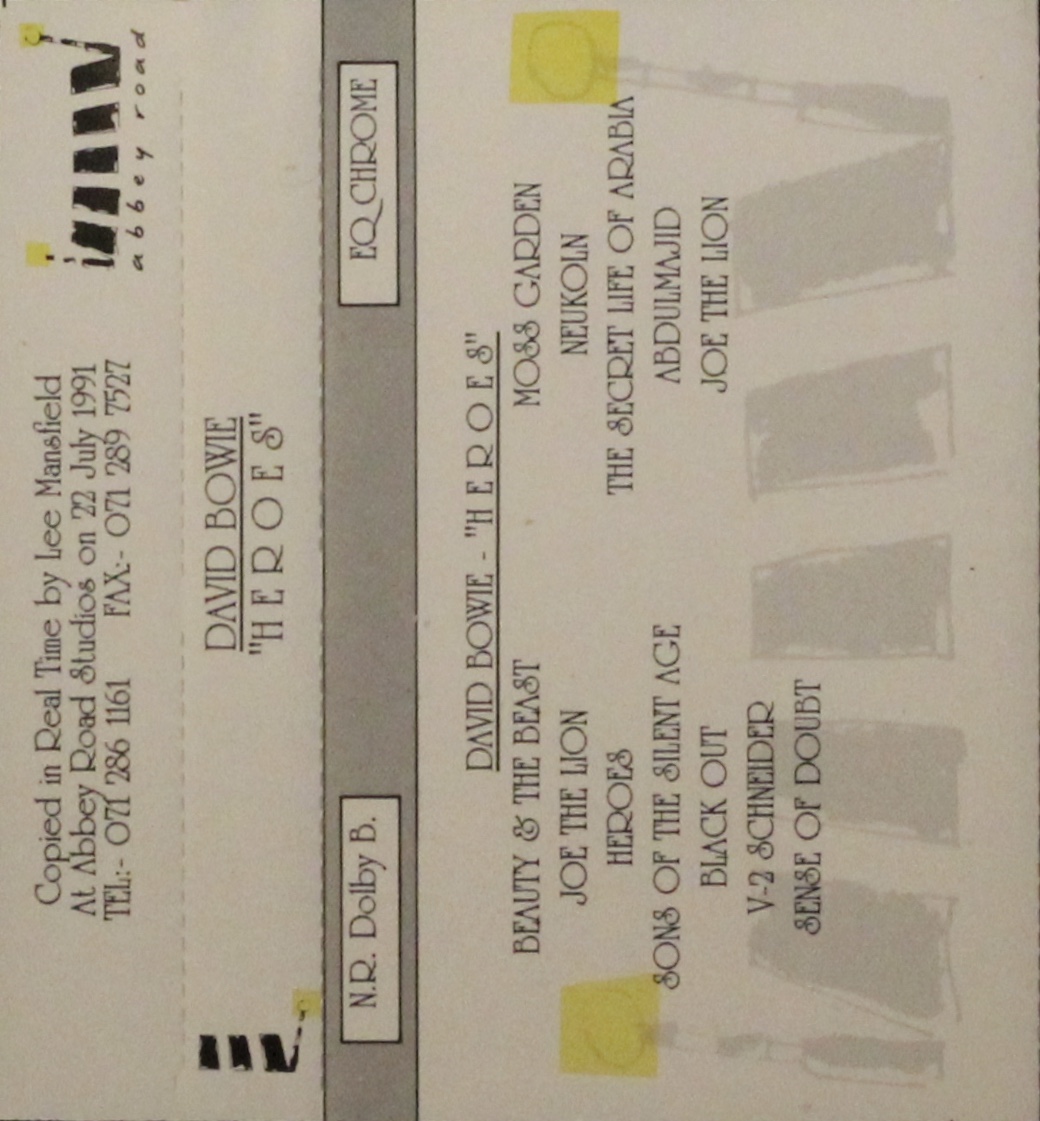 abbey road
Copied in Real Time by Lee Mansfield
At Abbey Road Studios on 22 July 1991
TEL:- 071 286 1161 FAX:- 071 289 7527
DAVID BOWIE
"H E R O E S"
N.R. Dolby B.
EQ CHROME
DAVID BOWIE - "H E R O E S"
BEAUTY & THE BEAST
JOE THE LION
HEROES
SONS OF THE SILENT AGE
BLACK OUT
V-2 SCHNEIDER
SENSE OF DOUBT
MOSS GARDEN
NEUKOLN
THE SECRET LIFE OF ARABIA
ABDULMAJID
JOE THE LION